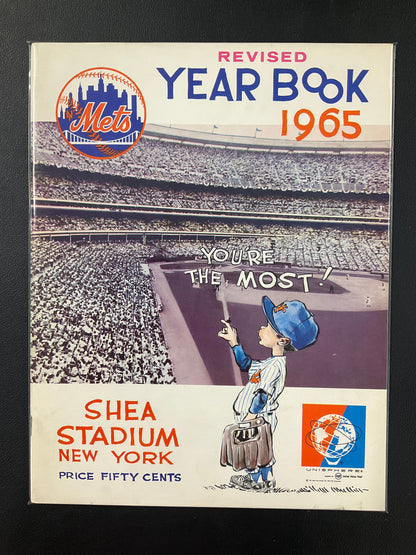 REVISED
YEAR BOOK
1965
Mets
YOU'RE
THE MOST!
SHEA
STADIUM
NEW YORK
PRICE FIFTY CENTS
UNISPHERE